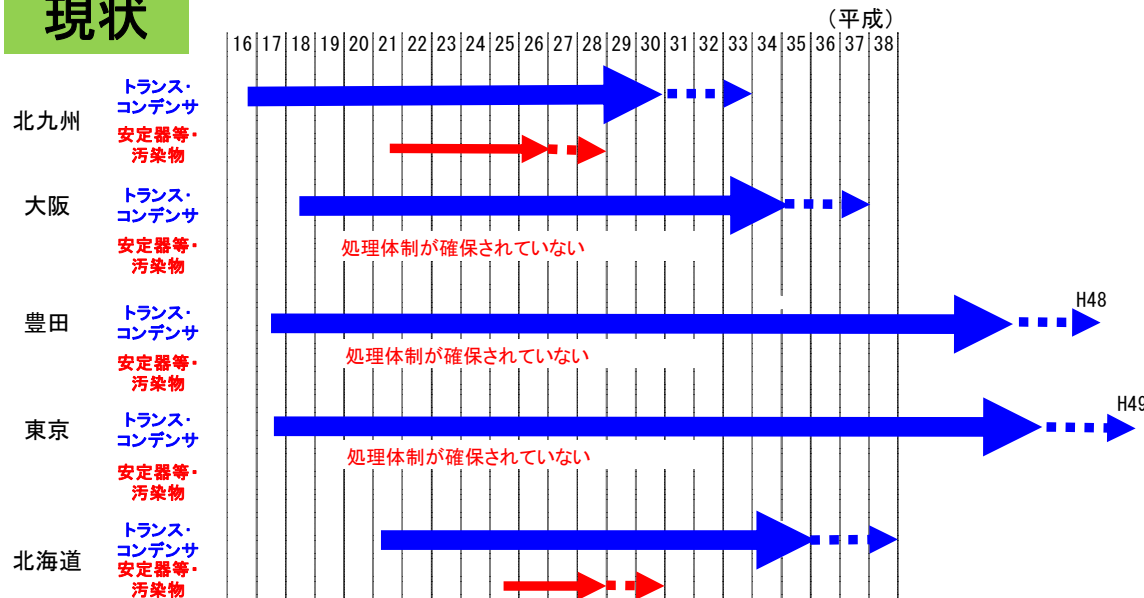 現状
(平成)
16 17 18 19 20 21 22 23 24 25 26 27 28 29 30 31 32 33 34 35 36 37 38
北九州
トランス・
コンデンサ
安定器等・
汚染物
大阪
トランス・
コンデンサ
安定器等・
汚染物
処理体制が確保されていない
豊田
トランス・
コンデンサ
H48
安定器等・
汚染物
処理体制が確保されていない
東京
トランス・
コンデンサ
H49
安定器等・
汚染物
処理体制が確保されていない
北海道
トランス・
コンデンサ
安定器等・
汚染物